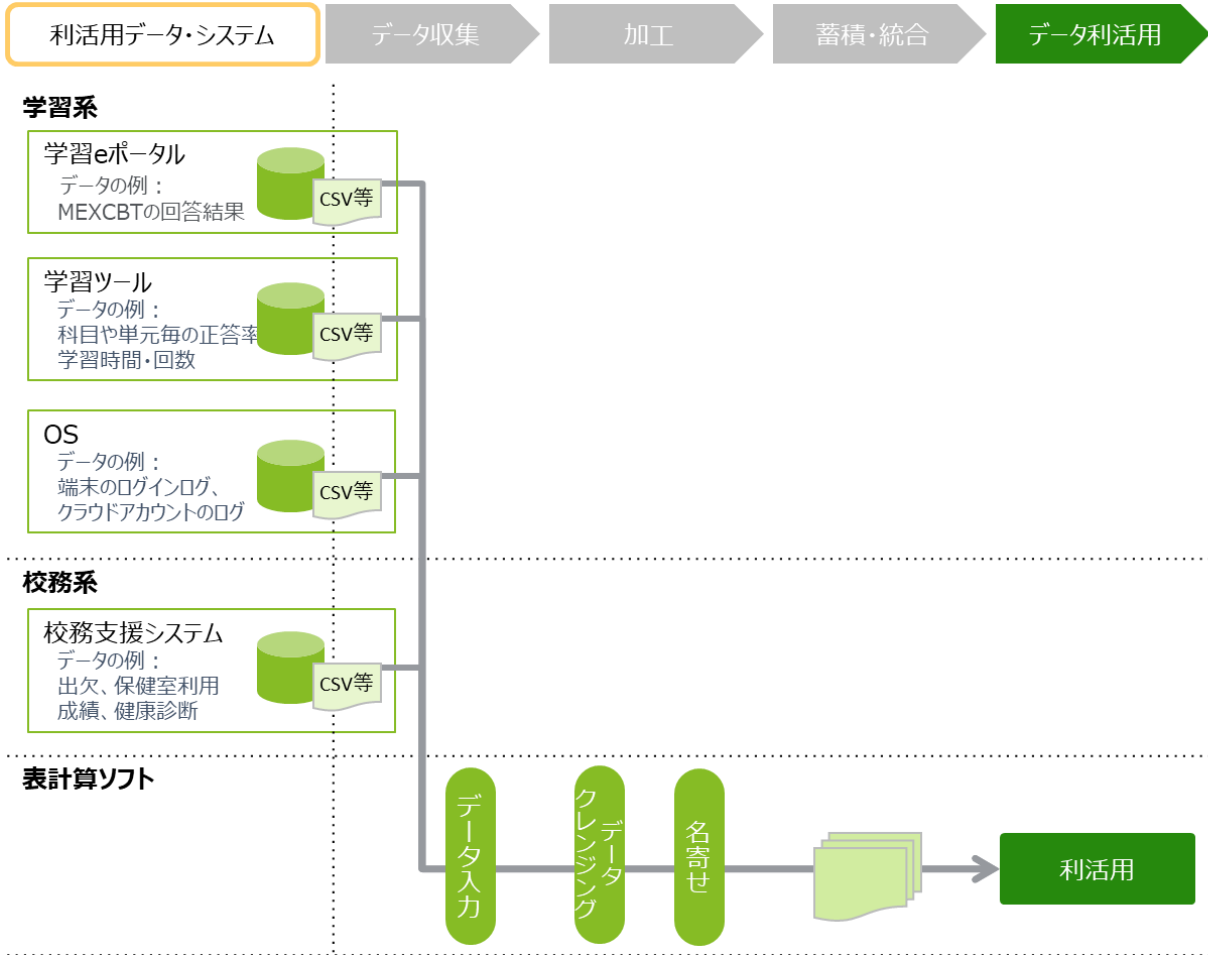 利活用データ・システム
データ収集
加工
蓄積・統合
データ利活用
学習系
学習eポータル
データの例：
MEXCBTの回答結果
CSV等
学習ツール
データの例：
科目や単元毎の正答率
学習時間・回数
CSV等
OS
データの例：
端末のログインログ、
クラウドアカウントのログ
CSV等
校務系
校務支援システム
データの例：
出欠、保健室利用
成績、健康診断
CSV等
表計算ソフト
データ入力
データ
クレンジング
名寄せ
利活用